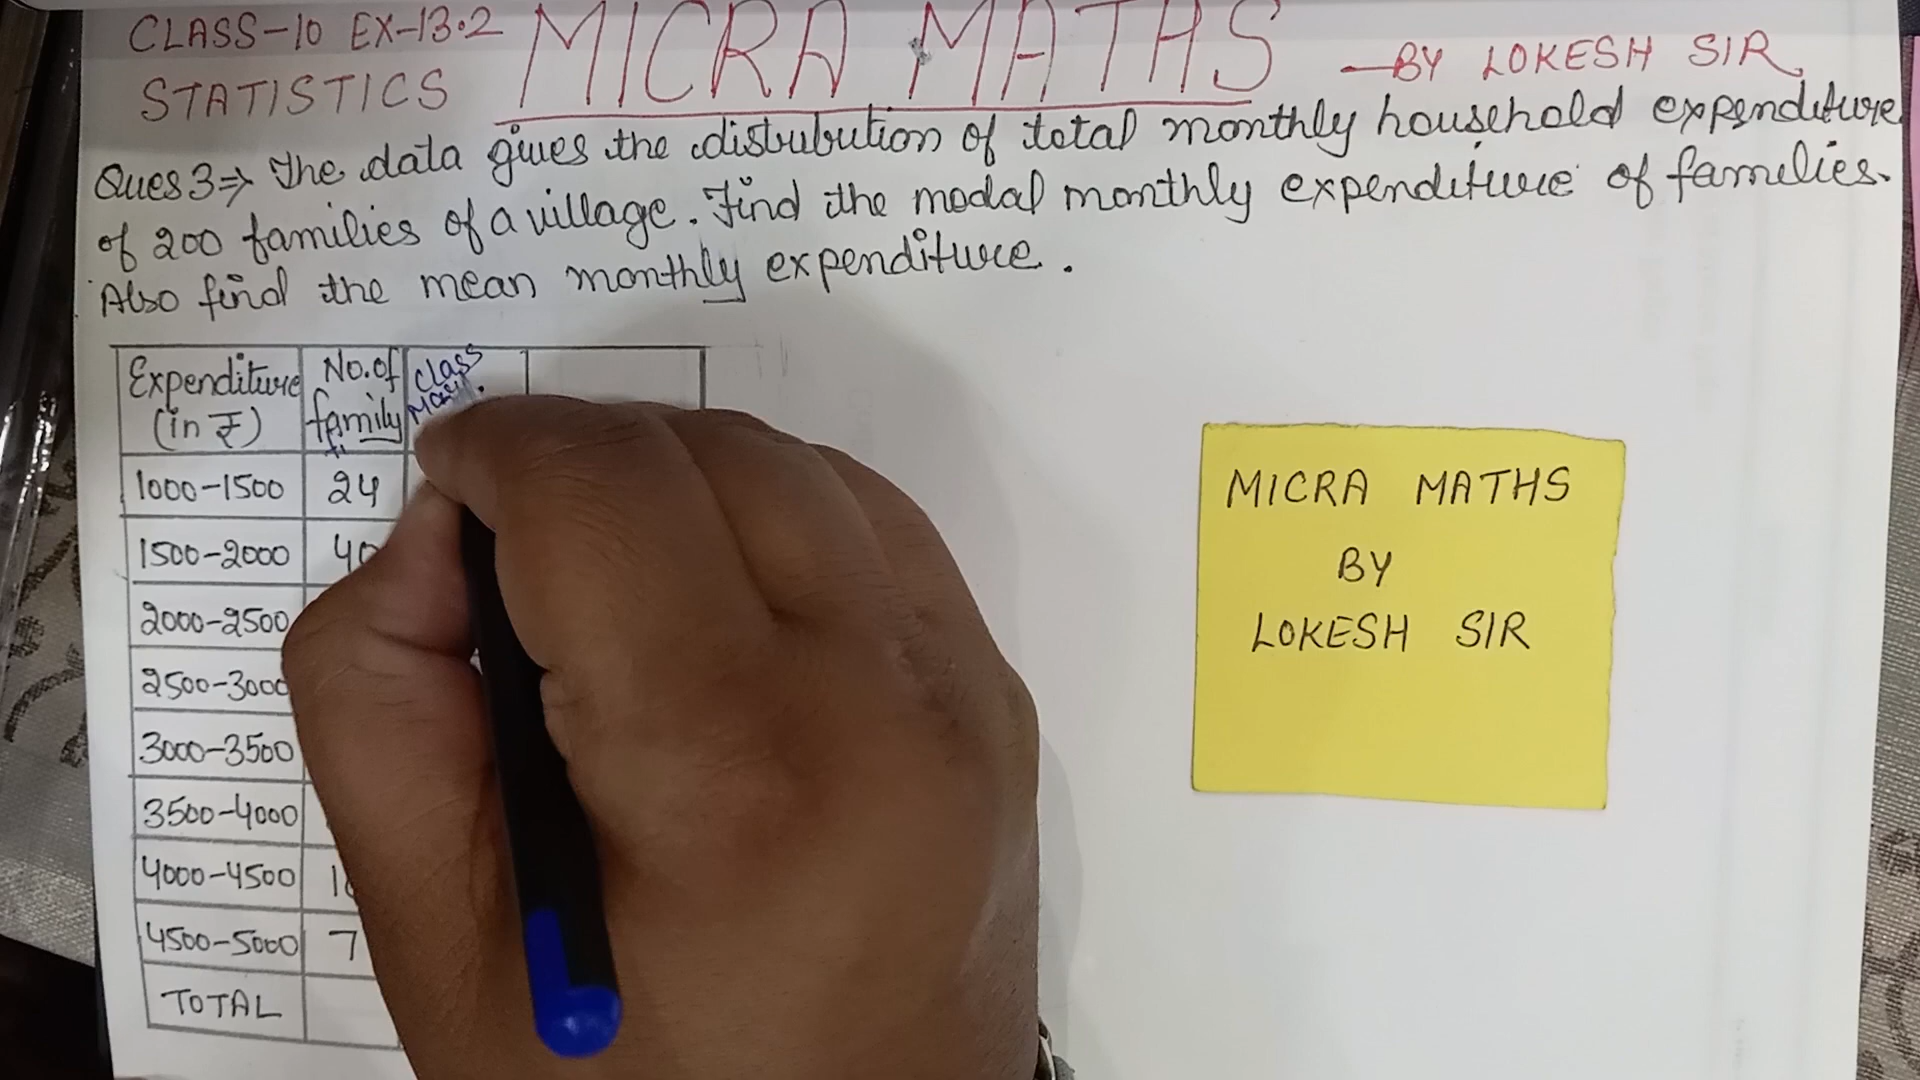 CLASS-10 EX-13.2 MICRA MATHS
STATISTICS —BY LOKESH SIR
Ques 3⇒ The data gives the distribution of total monthly household expenditure
of 200 families of a village. Find the modal monthly expenditure of families.
Also find the mean monthly expenditure.
Expenditure (in ₹) No. of family Class
1000-1500 24
1500-2000
2000-2500
2500-3000
3000-3500
3500-4000
4000-4500
4500-5000 7
TOTAL
MICRA MATHS
BY
LOKESH SIR